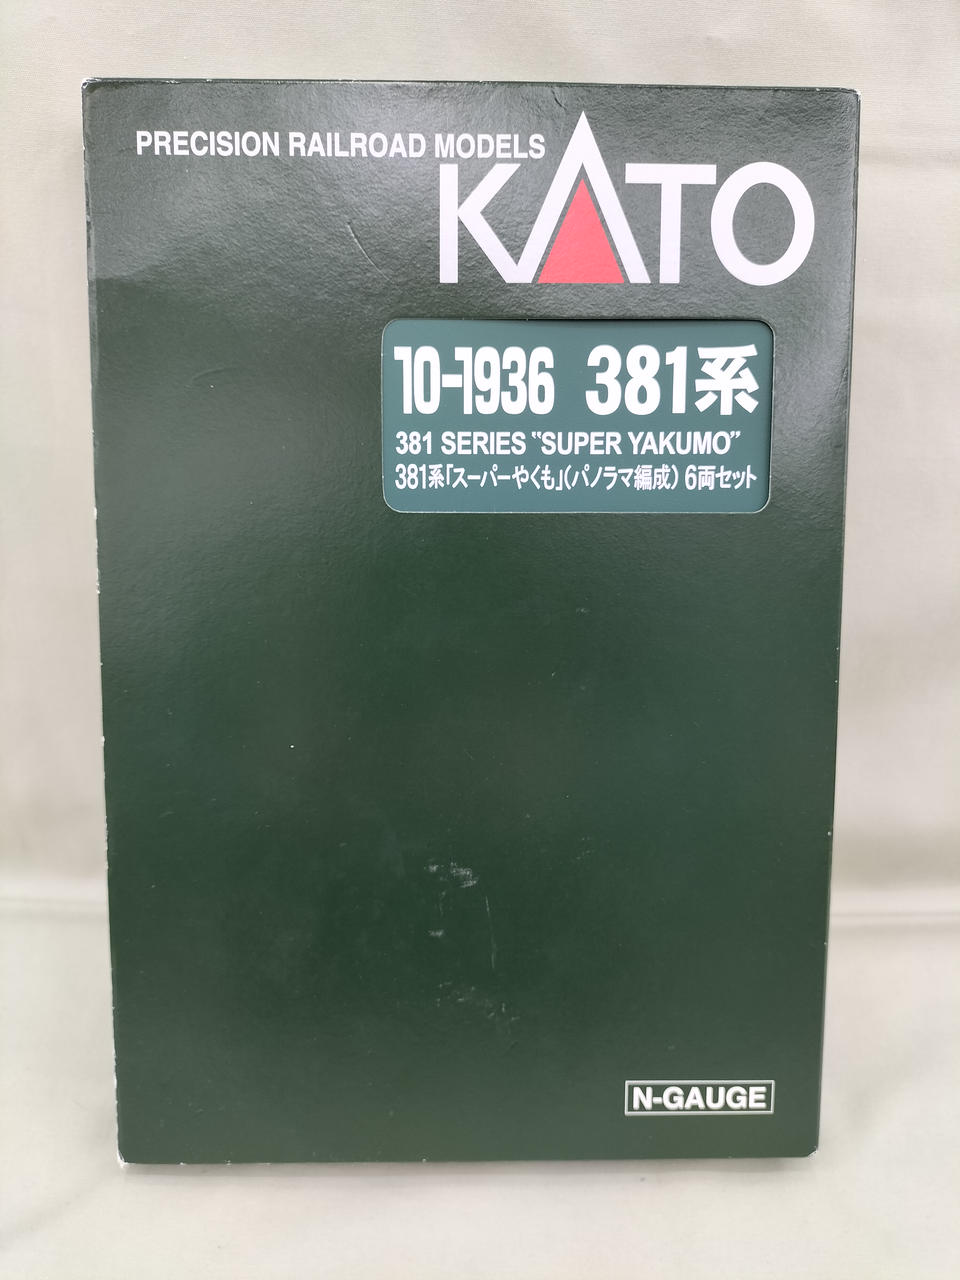 PRECISION RAILROAD MODELS
KATO
10-1936 381系
381 SERIES “SUPER YAKUMO”
381系「スーパーやくも」(パノラマ編成) 6両セット
N-GAUGE